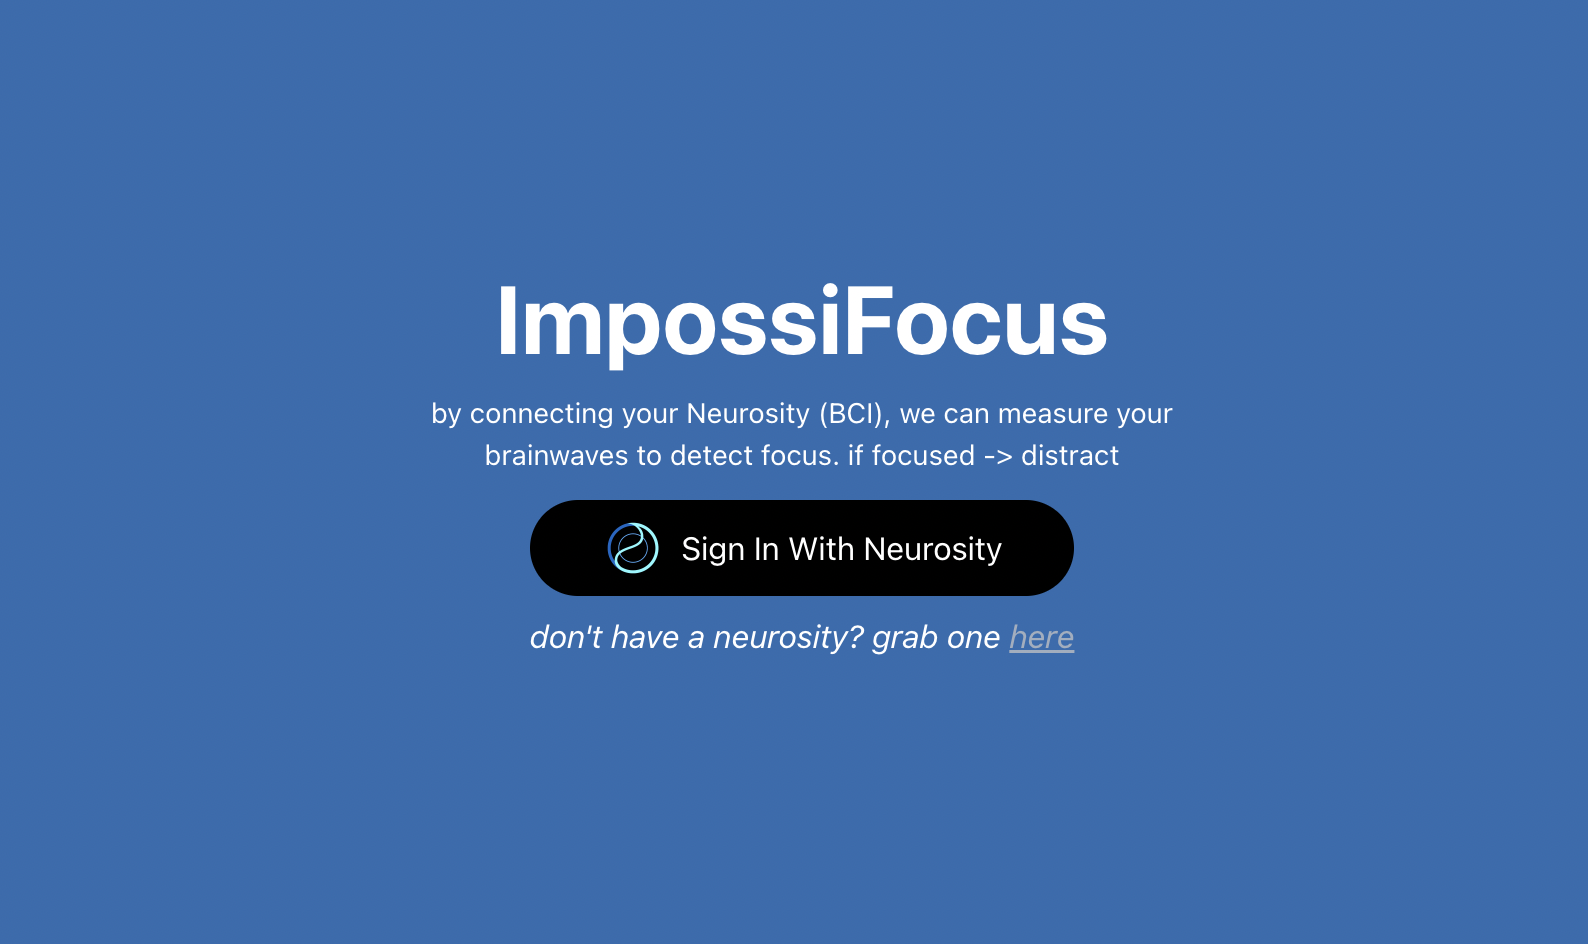 ImpossiFocus
by connecting your Neurosity (BCI), we can measure your
brainwaves to detect focus. if focused -> distract
Sign In With Neurosity
don't have a neurosity? grab one here